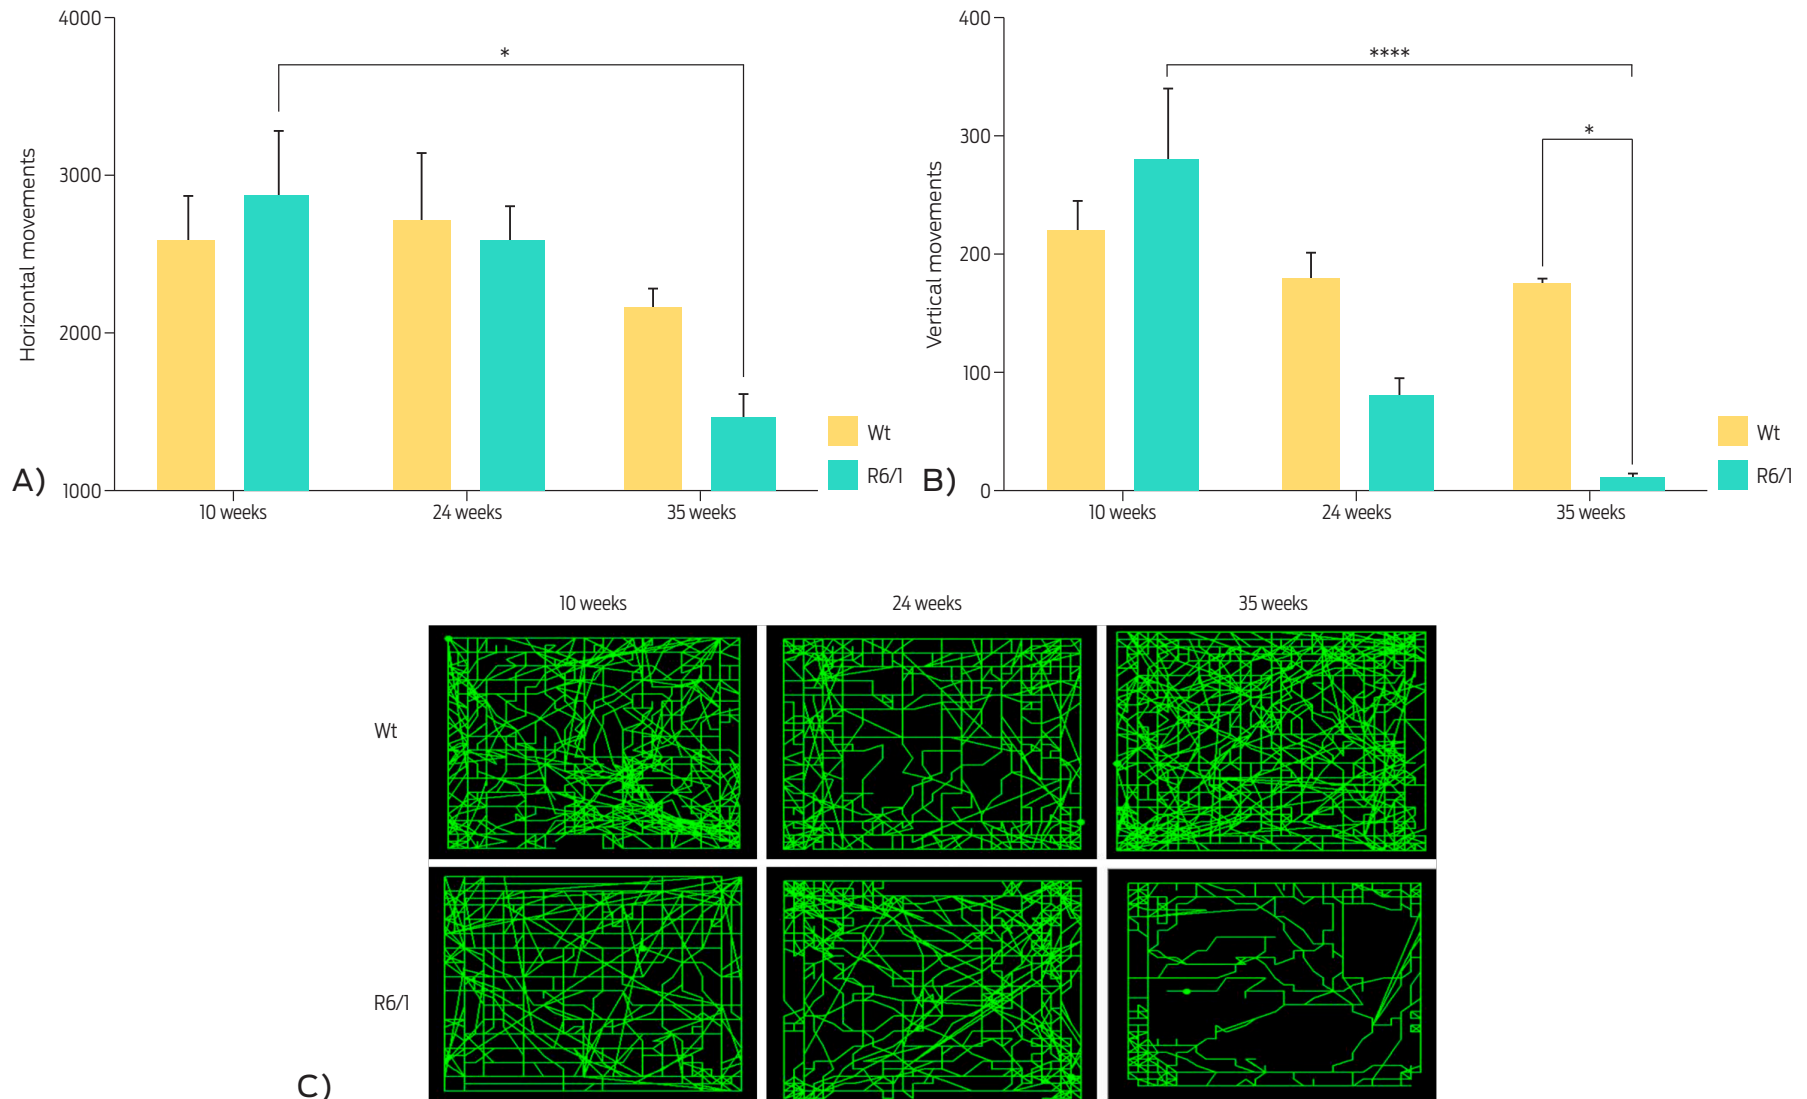 4000
3000
2000
1000
Horizontal movements
*
10 weeks
24 weeks
35 weeks
Wt
R6/1
A)
400
300
200
100
0
Vertical movements
****
*
10 weeks
24 weeks
35 weeks
Wt
R6/1
B)
10 weeks 24 weeks 35 weeks
Wt
R6/1
C)